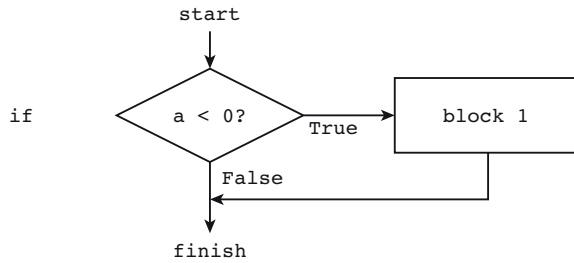 start
if
a < 0?
True
block 1
False
finish